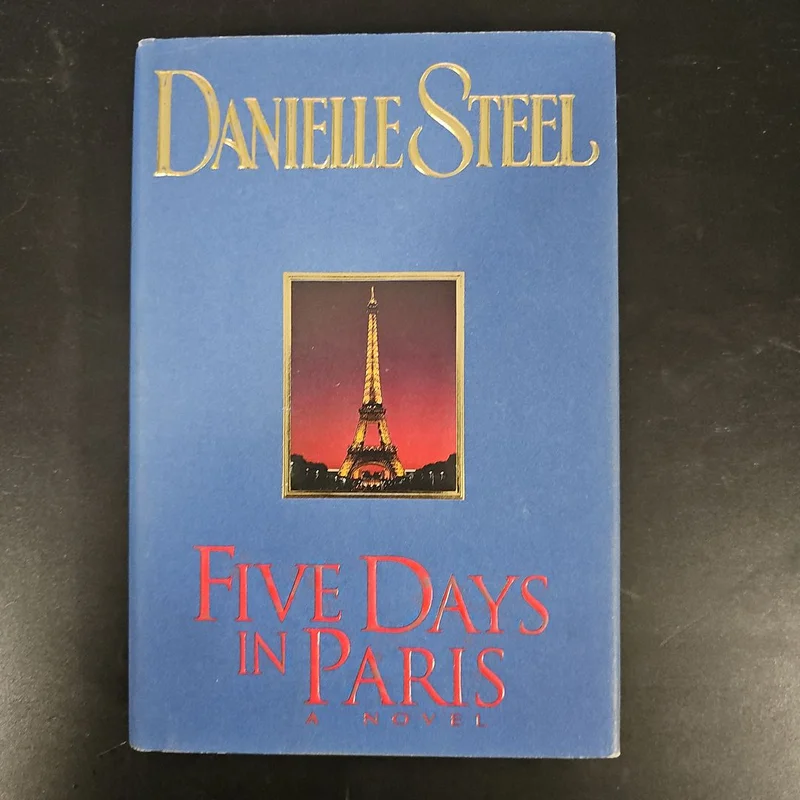 DANIELLE STEEL
FIVE DAYS
IN PARIS
A NOVEL